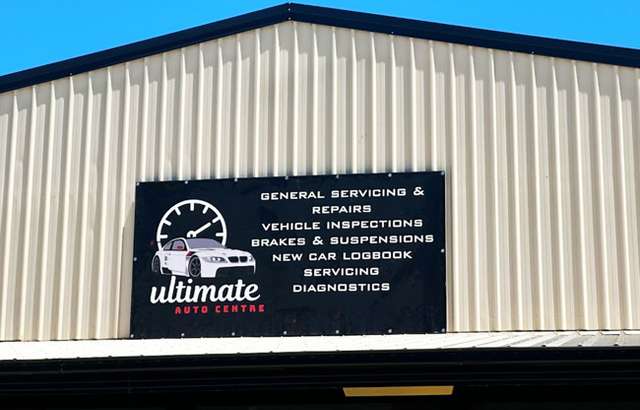 ultimate
AUTO CENTRE
GENERAL SERVICING &
REPAIRS
VEHICLE INSPECTIONS
BRAKES & SUSPENSIONS
NEW CAR LOGBOOK
SERVICING
DIAGNOSTICS